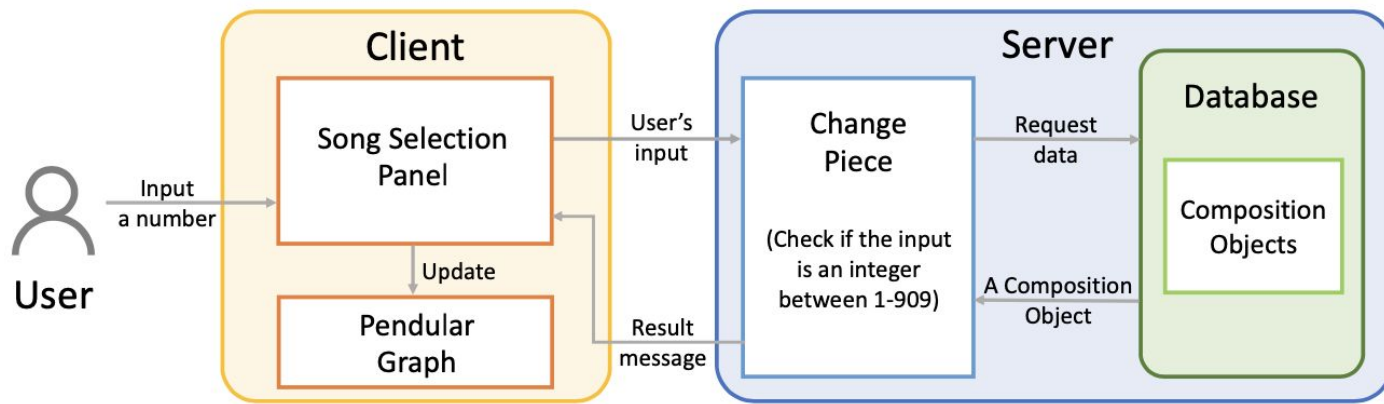 Client
Server
Song Selection
Panel
User's
input
Change
Piece
(Check if the input
is an integer
between 1-909)
Request
data
Database
Composition
Objects
Input
a number
User
Update
Pendular
Graph
Result
message
A Composition
Object